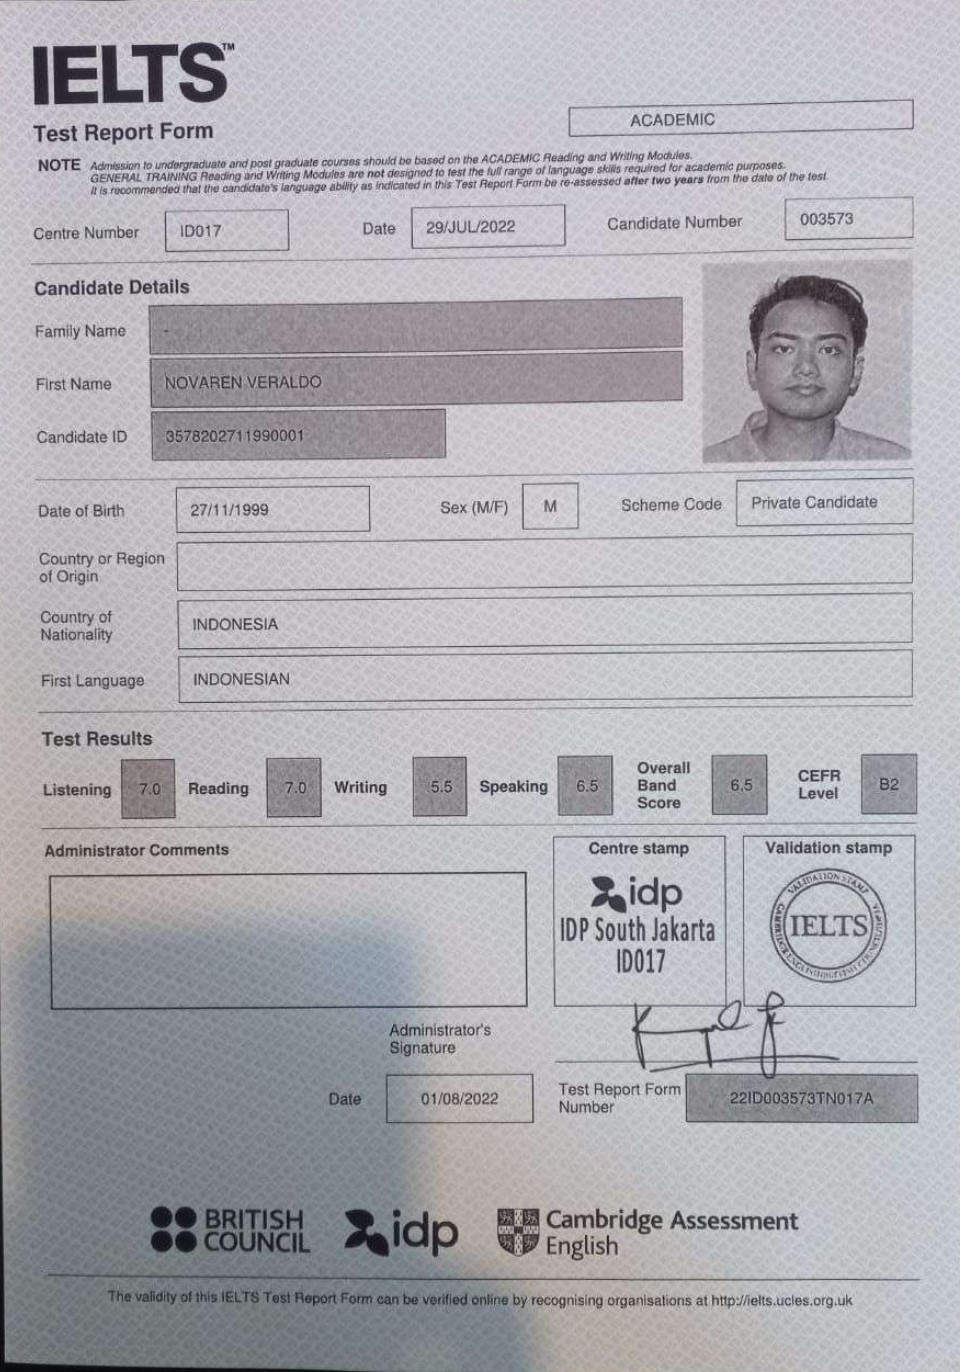 IELTS™
Test Report Form
ACADEMIC
NOTE Admission to undergraduate and post graduate courses should be based on the ACADEMIC Reading and Writing Modules.
GENERAL TRAINING Reading and Writing Modules are not designed to test the full range of language skills required for academic purposes.
It is recommended that the candidate's language ability as indicated in this Test Report Form be re-assessed after two years from the date of the test.
Centre Number ID017 Date 29/JUL/2022 Candidate Number 003573
Candidate Details
Family Name -
First Name NOVAREN VERALDO
Candidate ID 3578202711990001
Date of Birth 27/11/1999 Sex (M/F) M Scheme Code Private Candidate
Country or Region
of Origin
Country of
Nationality INDONESIA
First Language INDONESIAN
Test Results
Listening 7.0 Reading 7.0 Writing 5.5 Speaking 6.5 Overall Band Score 6.5 CEFR Level B2
Administrator Comments
Centre stamp
idp
IDP South Jakarta
ID017
Validation stamp
VALIDATION STAMP
IELTS
Administrator's
Signature
Date 01/08/2022
Test Report Form
Number 22ID003573TN017A
BRITISH
COUNCIL
idp
Cambridge Assessment
English
The validity of this IELTS Test Report Form can be verified online by recognising organisations at http://ielts.ucles.org.uk